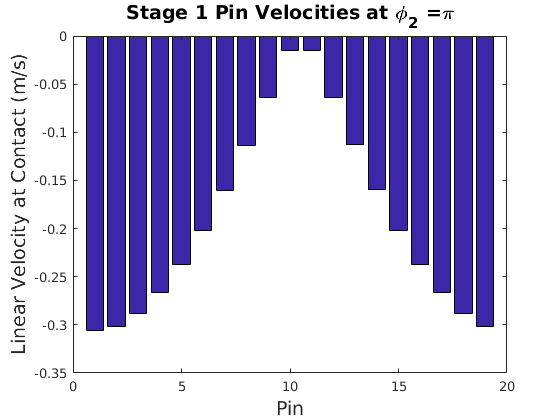 Stage 1 Pin Velocities at ϕ₂ =π
Linear Velocity at Contact (m/s)
0
-0.05
-0.1
-0.15
-0.2
-0.25
-0.3
-0.35
0 5 10 15 20
Pin